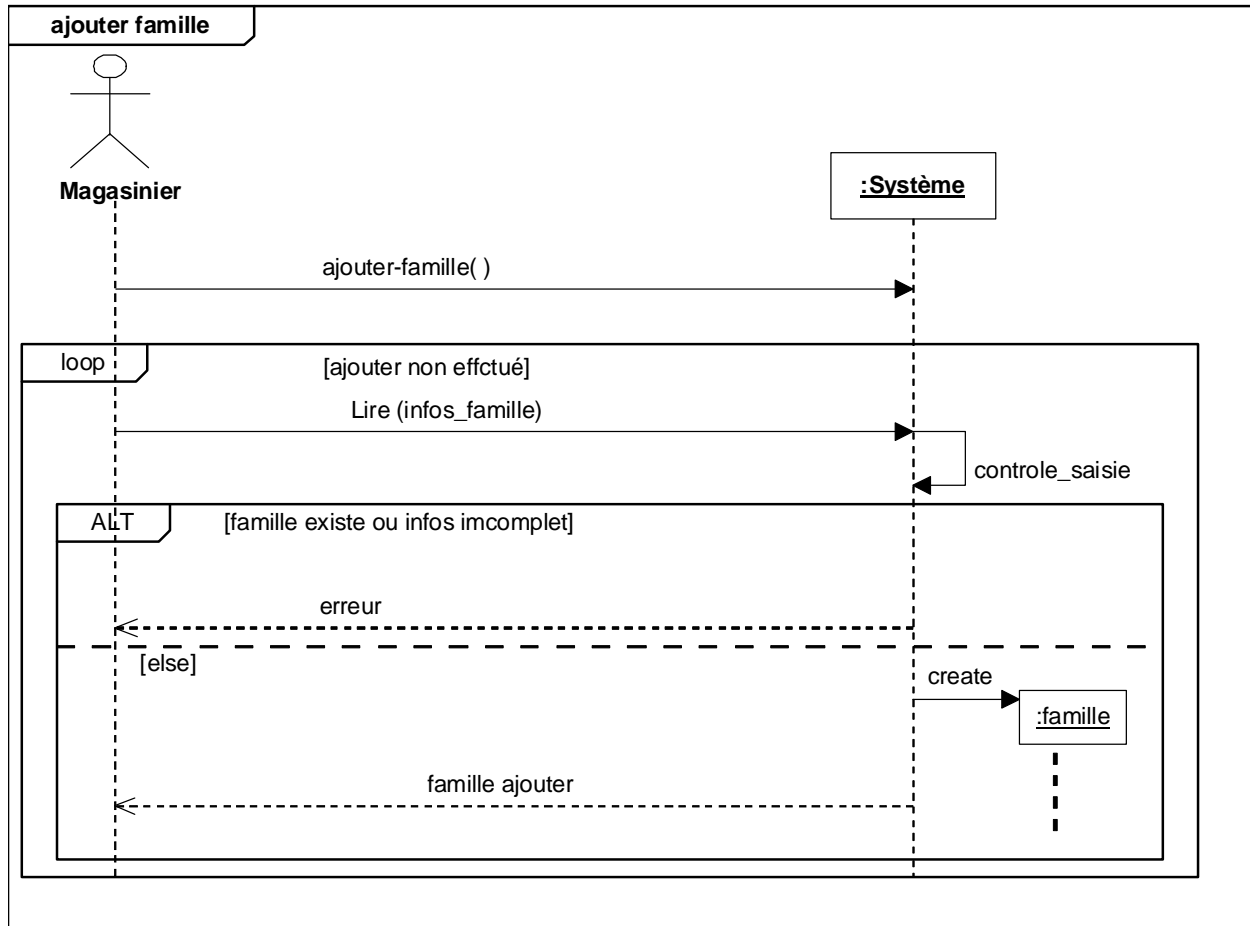 ajouter famille
Magasinier
:Système
ajouter-famille( )
loop
[ajouter non effctué]
Lire (infos_famille)
controle_saisie
ALT
[famille existe ou infos imcomplet]
erreur
[else]
create
:famille
famille ajouter